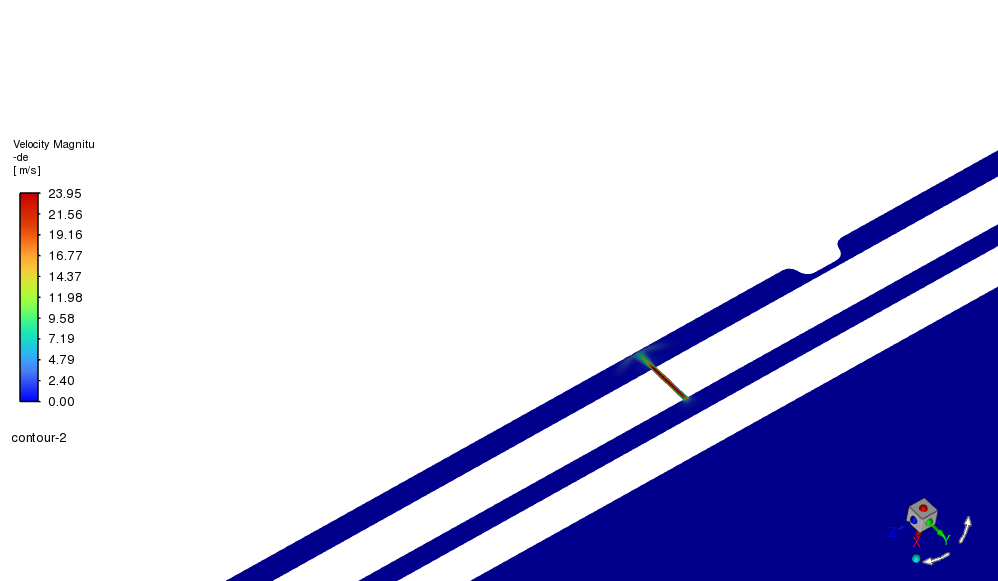 Velocity Magnitu
-de
[ m/s]
23.95
21.56
19.16
16.77
14.37
11.98
9.58
7.19
4.79
2.40
0.00
contour-2
Z
Y
X